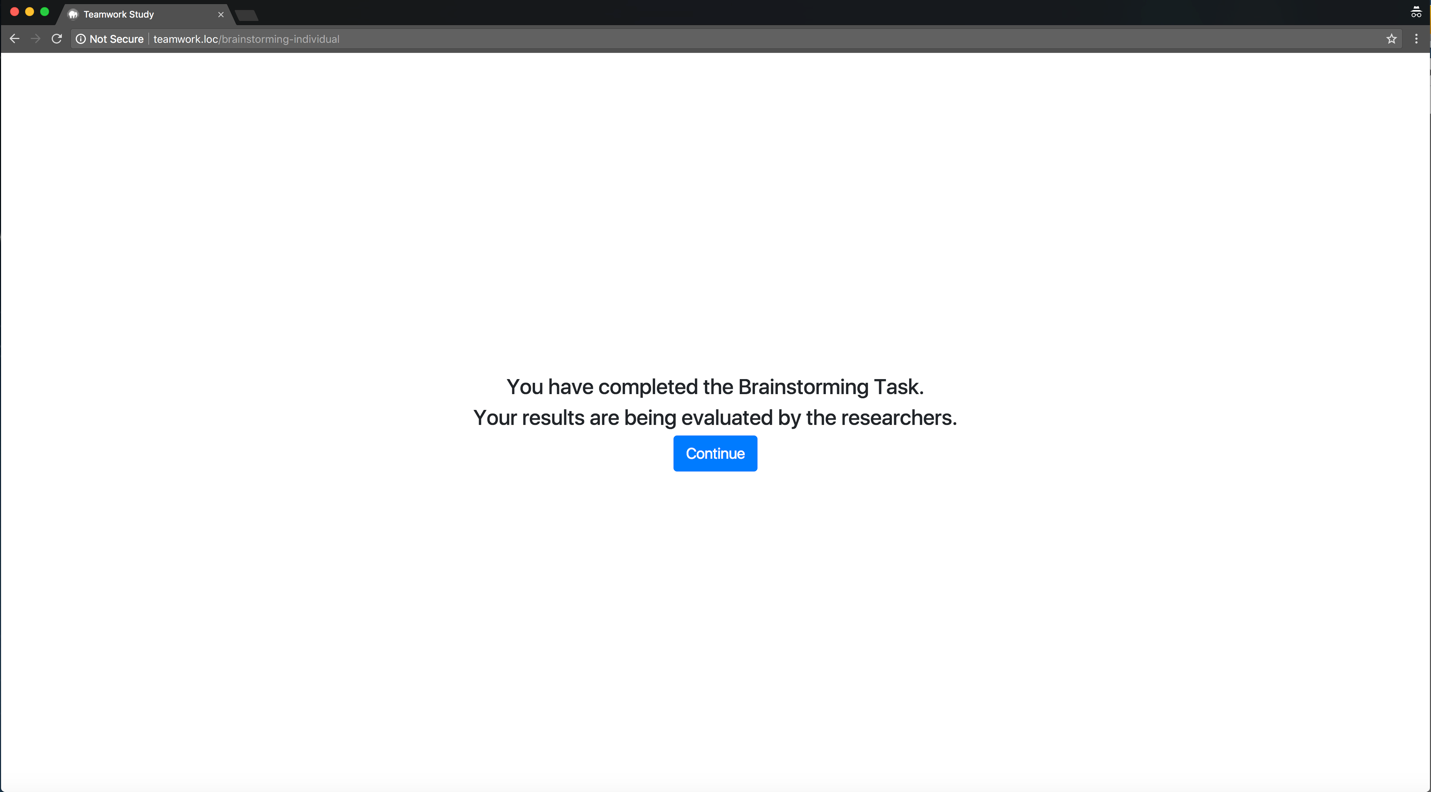 Teamwork Study
Not Secure | teamwork.loc/brainstorming-individual
You have completed the Brainstorming Task.
Your results are being evaluated by the researchers.
Continue